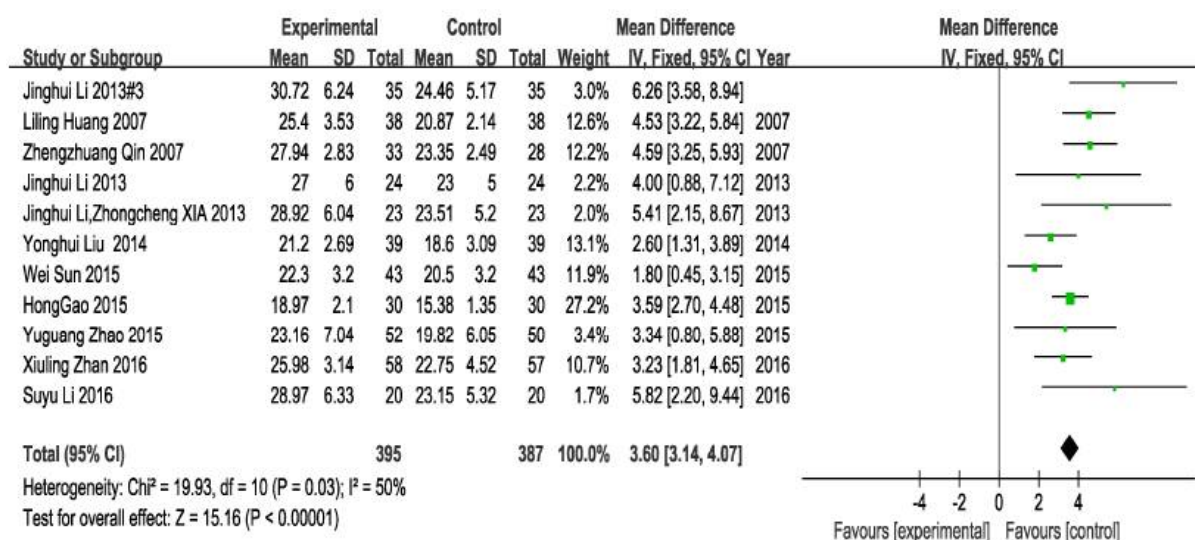 Experimental Control Mean Difference Mean Difference
Study or Subgroup Mean SD Total Mean SD Total Weight IV, Fixed, 95% CI Year IV, Fixed, 95% CI
Jinghui Li 2013#3 30.72 6.24 35 24.46 5.17 35 3.0% 6.26 [3.58, 8.94]
Liling Huang 2007 25.4 3.53 38 20.87 2.14 38 12.6% 4.53 [3.22, 5.84] 2007
Zhengzhuang Qin 2007 27.94 2.83 33 23.35 2.49 28 12.2% 4.59 [3.25, 5.93] 2007
Jinghui Li 2013 27 6 24 23 5 24 2.2% 4.00 [0.88, 7.12] 2013
Jinghui Li,Zhongcheng XIA 2013 28.92 6.04 23 23.51 5.2 23 2.0% 5.41 [2.15, 8.67] 2013
Yonghui Liu 2014 21.2 2.69 39 18.6 3.09 39 13.1% 2.60 [1.31, 3.89] 2014
Wei Sun 2015 22.3 3.2 43 20.5 3.2 43 11.9% 1.80 [0.45, 3.15] 2015
HongGao 2015 18.97 2.1 30 15.38 1.35 30 27.2% 3.59 [2.70, 4.48] 2015
Yuguang Zhao 2015 23.16 7.04 52 19.82 6.05 50 3.4% 3.34 [0.80, 5.88] 2015
Xiuling Zhan 2016 25.98 3.14 58 22.75 4.52 57 10.7% 3.23 [1.81, 4.65] 2016
Suyu Li 2016 28.97 6.33 20 23.15 5.32 20 1.7% 5.82 [2.20, 9.44] 2016
Total (95% CI) 395 387 100.0% 3.60 [3.14, 4.07]
Heterogeneity: Chi² = 19.93, df = 10 (P = 0.03); I² = 50%
Test for overall effect: Z = 15.16 (P < 0.00001)
-4 -2 0 2 4
Favours [experimental] Favours [control]